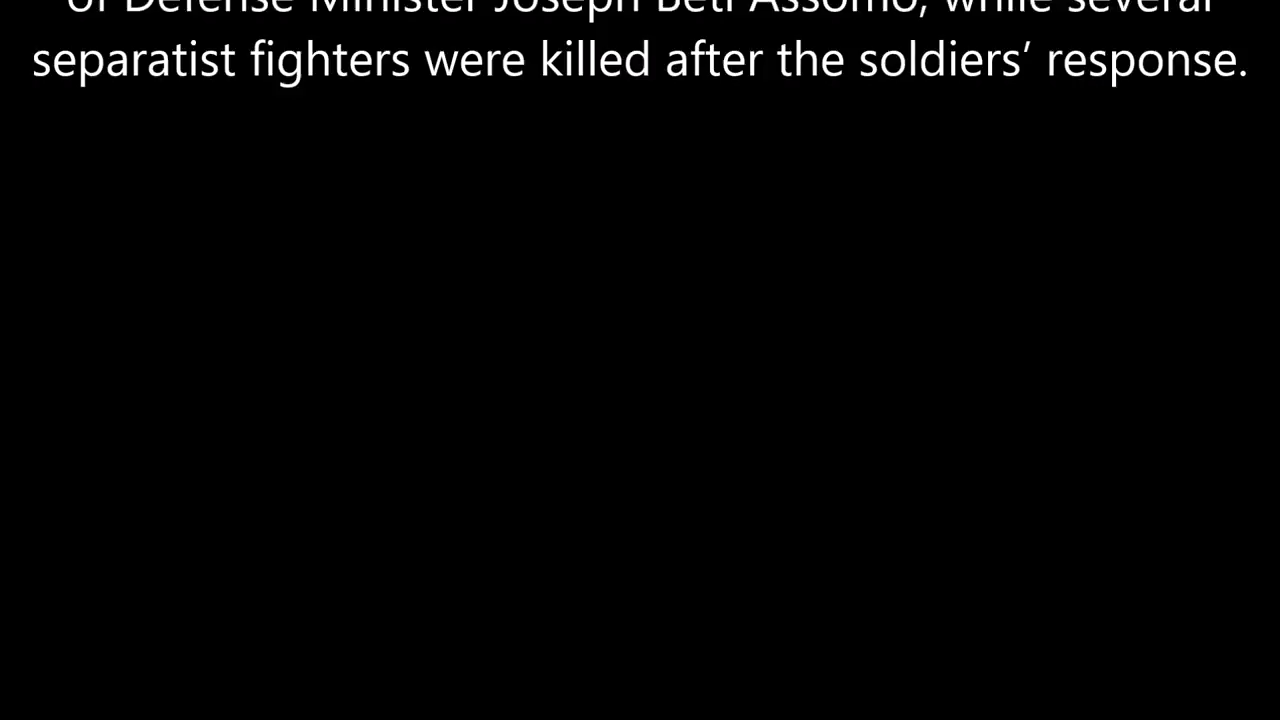 of Defense Minister Joseph Beti Assomo, while several
separatist fighters were killed after the soldiers’ response.